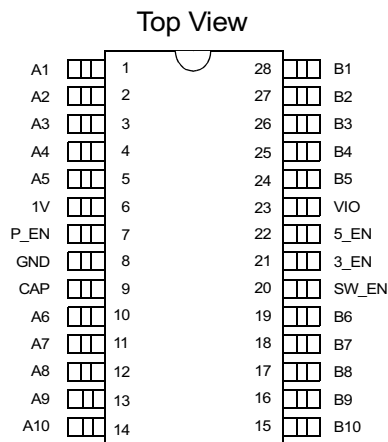 Top View
A1 1 28 B1
A2 2 27 B2
A3 3 26 B3
A4 4 25 B4
A5 5 24 B5
1V 6 23 VIO
P_EN 7 22 5_EN
GND 8 21 3_EN
CAP 9 20 SW_EN
A6 10 19 B6
A7 11 18 B7
A8 12 17 B8
A9 13 16 B9
A10 14 15 B10